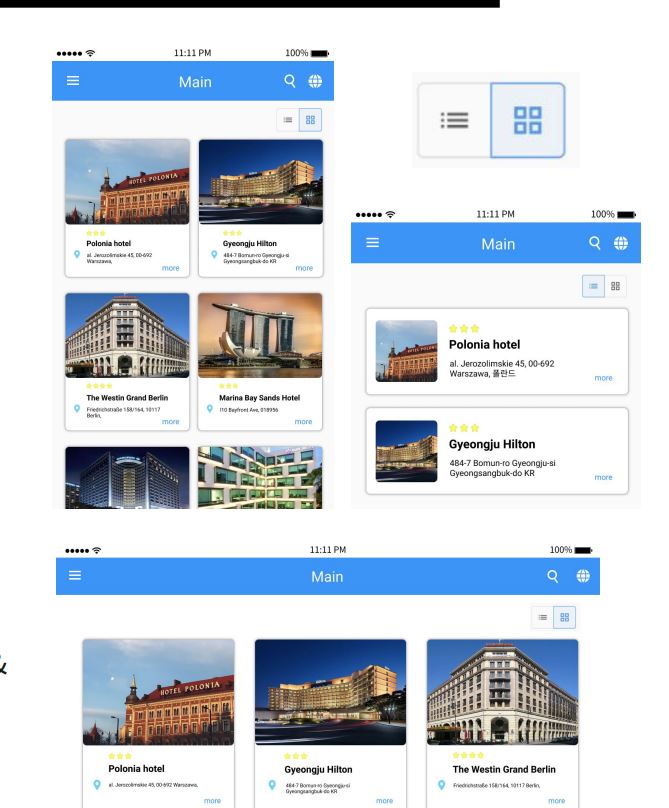 11:11 PM
100%
Main
HOTEL POLONIA
Polonia hotel
al. Jerozolimskie 45, 00-692
Warszawa,
more
Gyeongju Hilton
484-7 Bomun-ro Gyeongju-si
Gyeongsangbuk-do KR
more
The Westin Grand Berlin
Friedrichstraße 158/164, 10117
Berlin,
more
Marina Bay Sands Hotel
110 Bayfront Ave, 018956
more
11:11 PM
100%
Main
Polonia hotel
al. Jerozolimskie 45, 00-692
Warszawa, 폴란드
more
Gyeongju Hilton
484-7 Bomun-ro Gyeongju-si
Gyeongsangbuk-do KR
more
&
11:11 PM
100%
Main
HOTEL POLONIA
Polonia hotel
al. Jerozolimskie 45, 00-692 Warszawa,
more
Gyeongju Hilton
484-7 Bomun-ro Gyeongju-si
Gyeongsangbuk-do KR
more
The Westin Grand Berlin
Friedrichstraße 158/164, 10117 Berlin,
more